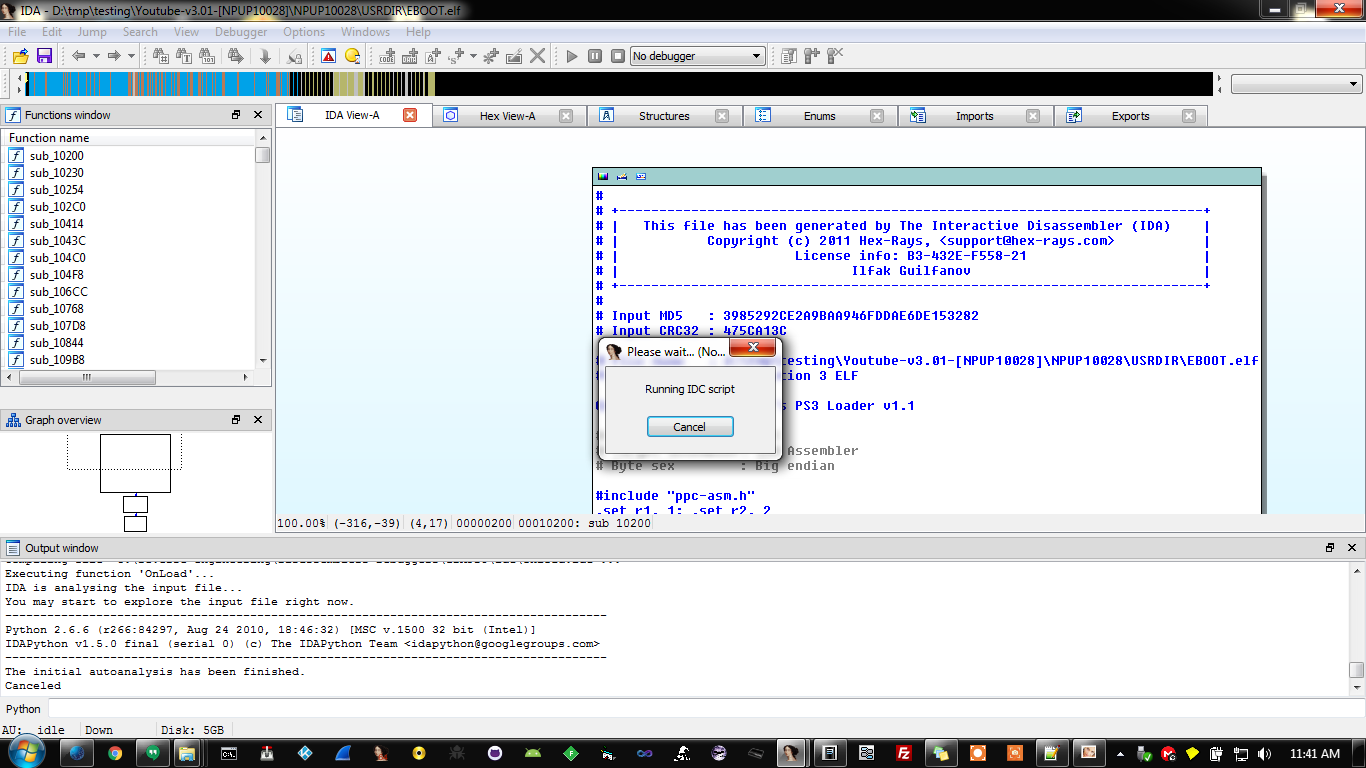 IDA - D:\tmp\testing\Youtube-v3.01-[NPUP10028]\NPUP10028\USRDIR\EBOOT.elf
File Edit Jump Search View Debugger Options Windows Help
No debugger
Functions window
IDA View-A
Hex View-A
Structures
Enums
Imports
Exports
Function name
sub_10200
sub_10230
sub_10254
sub_102C0
sub_10414
sub_1043C
sub_104C0
sub_104F8
sub_106CC
sub_10768
sub_107D8
sub_10844
sub_109B8
Graph overview
#
# +-------------------------------------------------------------------------+
# | This file has been generated by The Interactive Disassembler (IDA) |
# | Copyright (c) 2011 Hex-Rays, <support@hex-rays.com> |
# | License info: B3-432E-F558-21 |
# | Ilfak Guilfanov |
# +-------------------------------------------------------------------------+
#
# Input MD5 : 3985292CE2A9BAA946FDDAE6DE153282
# Input CRC32 : 475CA13C
testing\Youtube-v3.01-[NPUP10028]\NPUP10028\USRDIR\EBOOT.elf
3 ELF
PS3 Loader v1.1
Assembler
# Byte sex : Big endian
#include "ppc-asm.h"
.set r1, 1; .set r2, 2
Please wait... (No...
Running IDC script
Cancel
100.00% (-316,-39) (4,17) 00000200 00010200: sub_10200
Output window
Executing function 'OnLoad'...
IDA is analysing the input file...
You may start to explore the input file right now.
-------------------------------------------------------------------------------------------
Python 2.6.6 (r266:84297, Aug 24 2010, 18:46:32) [MSC v.1500 32 bit (Intel)]
IDAPython v1.5.0 final (serial 0) (c) The IDAPython Team <idapython@googlegroups.com>
-------------------------------------------------------------------------------------------
The initial autoanalysis has been finished.
Canceled
Python
AU: idle Down Disk: 5GB
11:41 AM